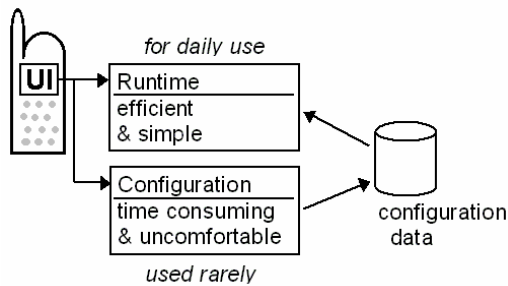 for daily use
UI
Runtime
efficient
& simple
Configuration
time consuming
& uncomfortable
used rarely
configuration
data